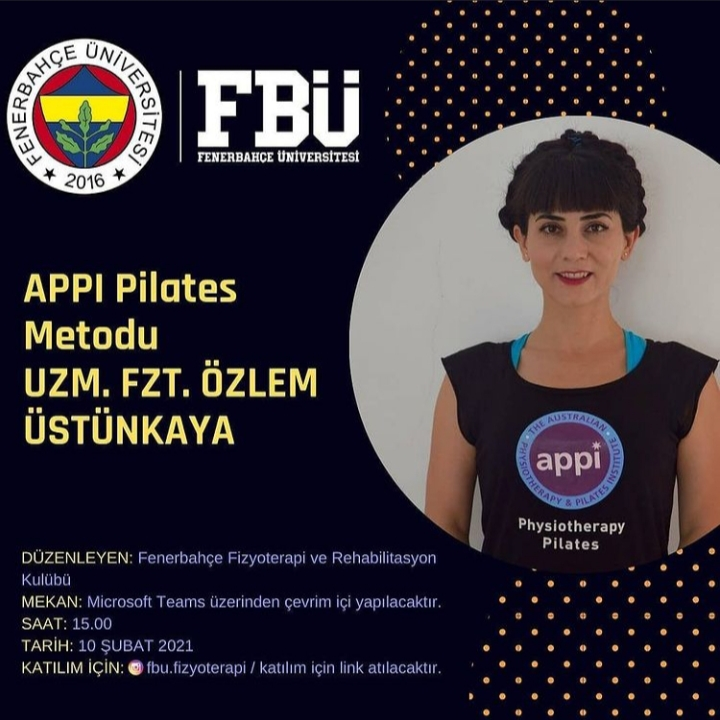 FENERBAHÇE ÜNİVERSİTESİ
2016
FBÜ
FENERBAHÇE ÜNİVERSİTESİ
APPI Pilates
Metodu
UZM. FZT. ÖZLEM
ÜSTÜNKAYA
THE AUSTRALIAN
appi
PHYSIOTHERAPY & PILATES INSTITUTE
Physiotherapy
Pilates
DÜZENLEYEN: Fenerbahçe Fizyoterapi ve Rehabilitasyon
Kulübü
MEKAN: Microsoft Teams üzerinden çevrim içi yapılacaktır.
SAAT: 15.00
TARİH: 10 ŞUBAT 2021
KATILIM İÇİN: fbu.fizyoterapi / katılım için link atılacaktır.